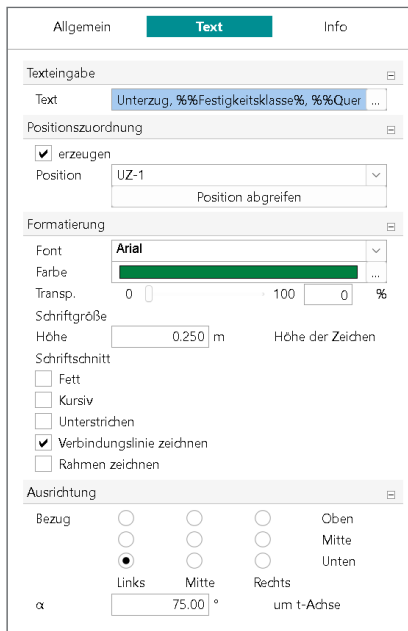 Allgemein Text Info
Texteingabe
Text Unterzug, %%Festigkeitsklasse%, %%Quer ...
Positionszuordnung
erzeugen
Position UZ-1
Position abgreifen
Formatierung
Font Arial
Farbe ...
Transp. 0 100 0 %
Schriftgröße
Höhe 0.250 m Höhe der Zeichen
Schriftschnitt
Fett
Kursiv
Unterstrichen
Verbindungslinie zeichnen
Rahmen zeichnen
Ausrichtung
Bezug Oben
Mitte
Unten
Links Mitte Rechts
α 75.00 ° um t-Achse